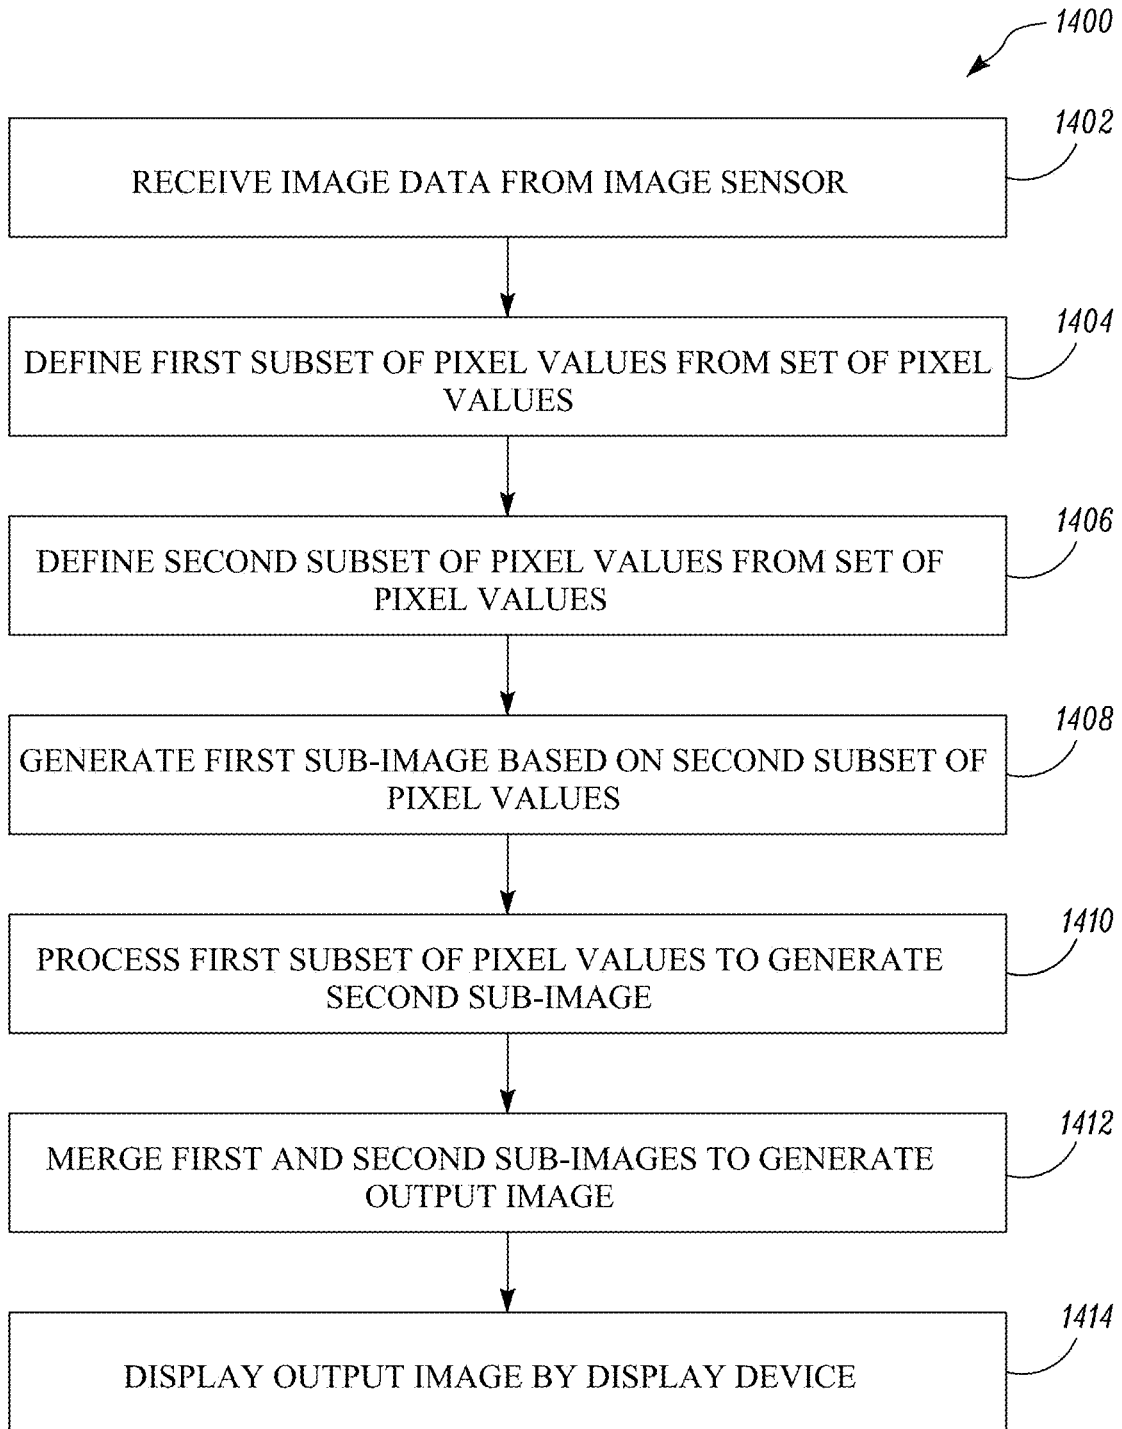 1400
1402
RECEIVE IMAGE DATA FROM IMAGE SENSOR
1404
DEFINE FIRST SUBSET OF PIXEL VALUES FROM SET OF PIXEL
VALUES
1406
DEFINE SECOND SUBSET OF PIXEL VALUES FROM SET OF
PIXEL VALUES
1408
GENERATE FIRST SUB-IMAGE BASED ON SECOND SUBSET OF
PIXEL VALUES
1410
PROCESS FIRST SUBSET OF PIXEL VALUES TO GENERATE
SECOND SUB-IMAGE
1412
MERGE FIRST AND SECOND SUB-IMAGES TO GENERATE
OUTPUT IMAGE
1414
DISPLAY OUTPUT IMAGE BY DISPLAY DEVICE